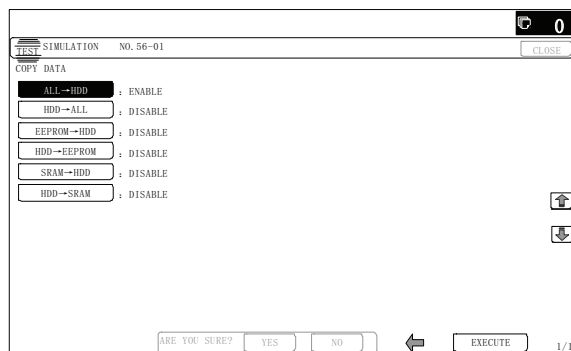 0
TEST SIMULATION NO. 56-01 CLOSE
COPY DATA
ALL→HDD : ENABLE
HDD→ALL : DISABLE
EEPROM→HDD : DISABLE
HDD→EEPROM : DISABLE
SRAM→HDD : DISABLE
HDD→SRAM : DISABLE
ARE YOU SURE? YES NO EXECUTE 1/1